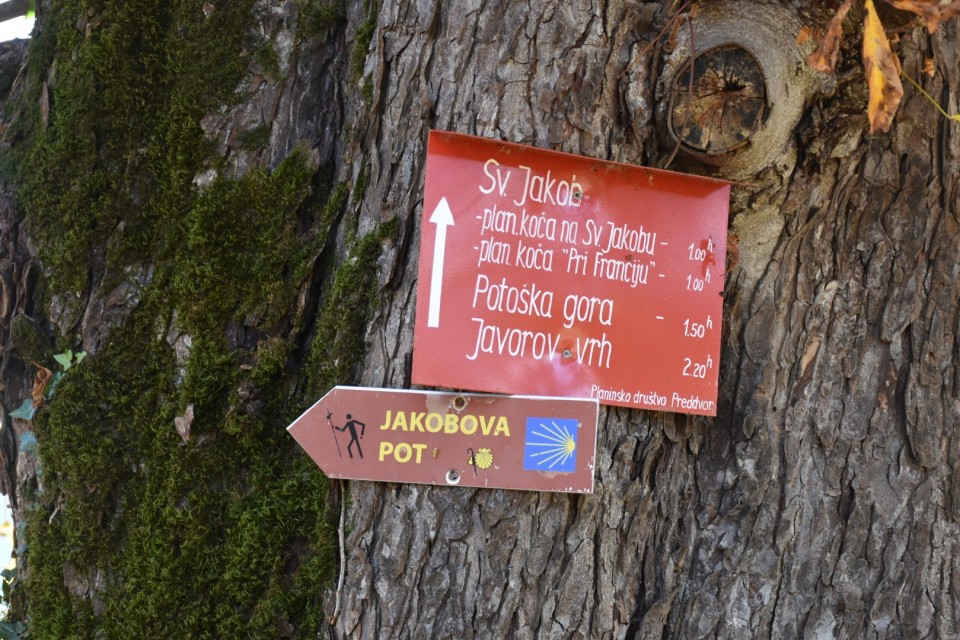 Sv. Jakob
-plan.koča na Sv. Jakobu - 1.00h
-plan. koča "Pri Franciju" - 1.00h
Potoška gora - 1.50h
Javorov vrh 2.20h
Planinsko društvo Preddvor
JAKOBOVA
POT